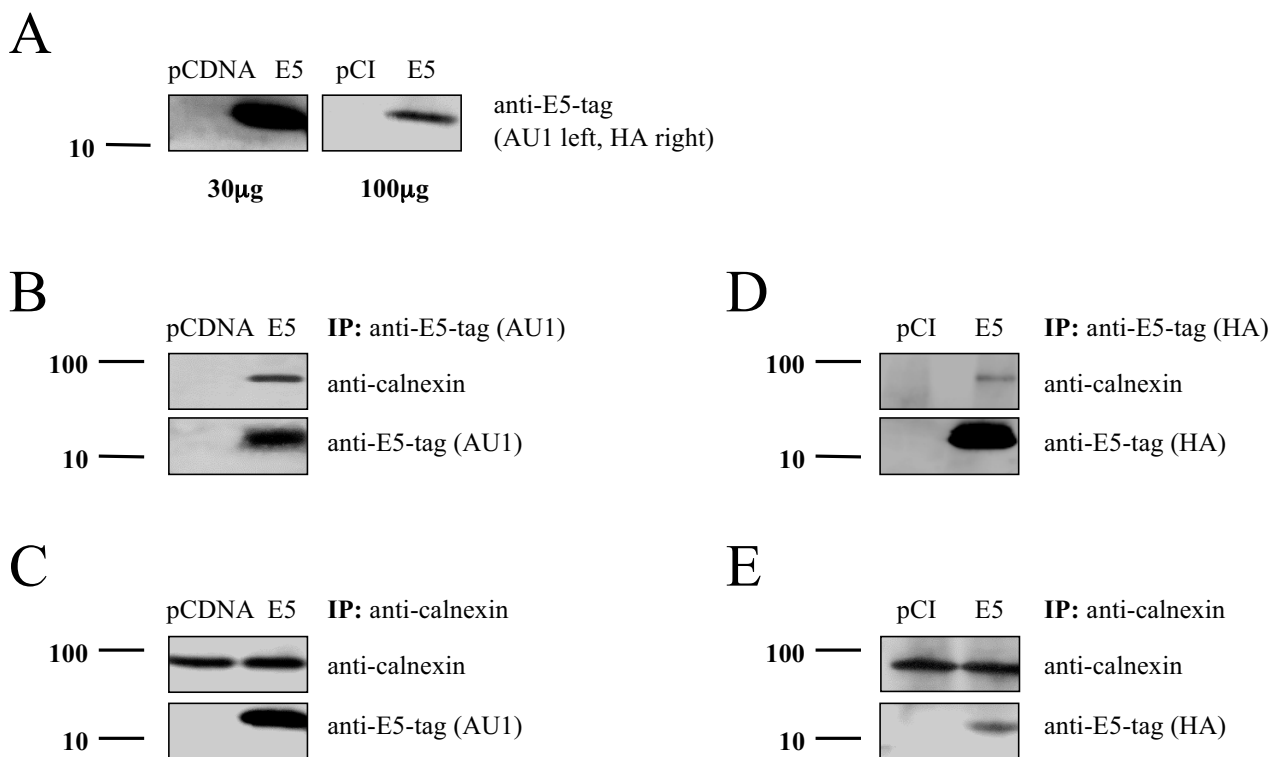 A
pCDNA E5 pCI E5
anti-E5-tag
(AU1 left, HA right)
10
30μg 100μg
B
pCDNA E5 IP: anti-E5-tag (AU1)
100
anti-calnexin
anti-E5-tag (AU1)
10
C
pCDNA E5 IP: anti-calnexin
100
anti-calnexin
anti-E5-tag (AU1)
10
D
pCI E5 IP: anti-E5-tag (HA)
100
anti-calnexin
anti-E5-tag (HA)
10
E
pCI E5 IP: anti-calnexin
100
anti-calnexin
anti-E5-tag (HA)
10